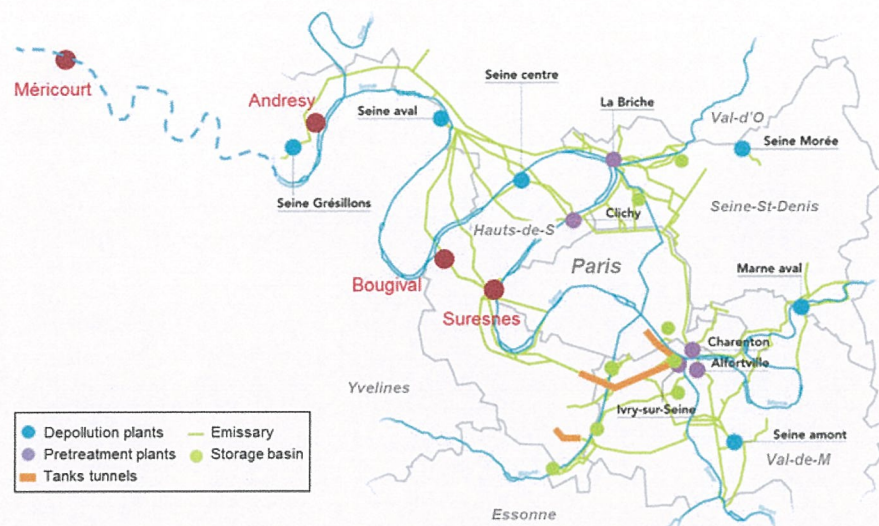 Méricourt
Andresy
Seine aval
Seine centre
La Briche
Val-d'O
Seine Morée
Seine Grésillons
Clichy
Hauts-de-S
Seine-St-Denis
Paris
Marne aval
Bougival
Suresnes
Charenton
Alfortville
Yvelines
Ivry-sur-Seine
Seine amont
Val-de-M
Essonne
Depollution plants
Emissary
Pretreatment plants
Storage basin
Tanks tunnels